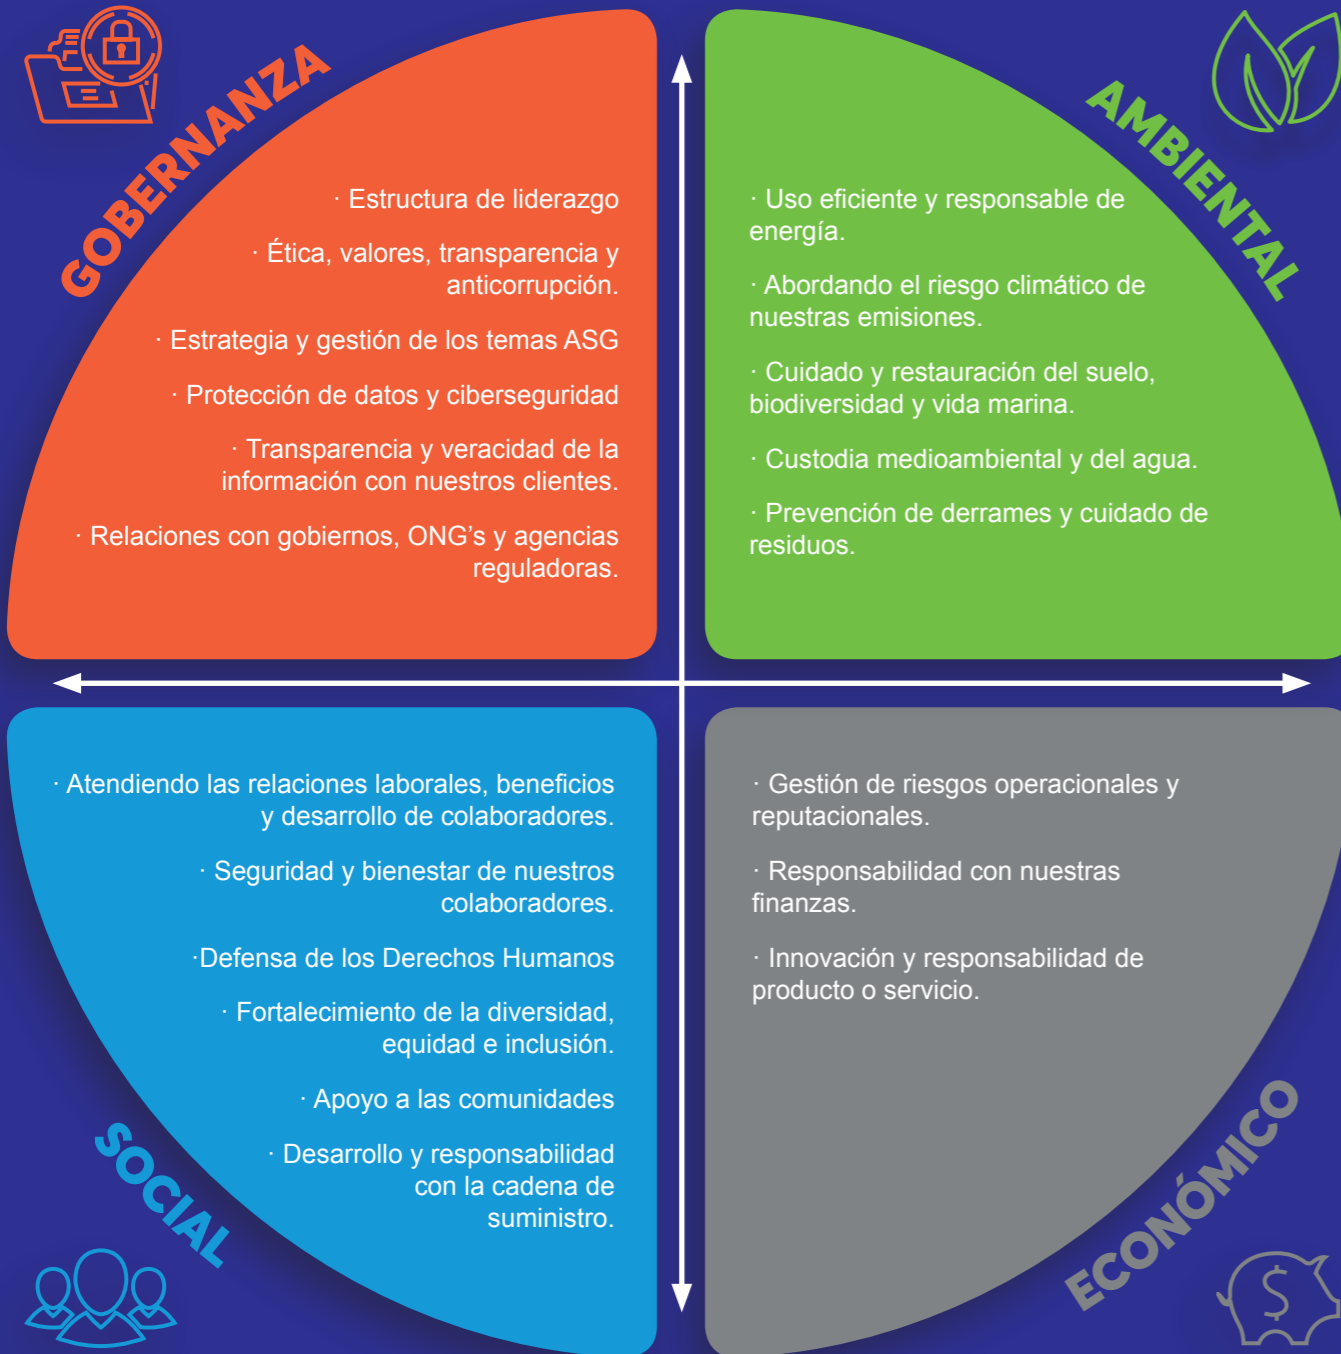 GOBERNANZA
· Estructura de liderazgo
· Ética, valores, transparencia y
anticorrupción.
· Estrategia y gestión de los temas ASG
· Protección de datos y ciberseguridad
· Transparencia y veracidad de la
información con nuestros clientes.
· Relaciones con gobiernos, ONG’s y agencias
reguladoras.
AMBIENTAL
· Uso eficiente y responsable de
energía.
· Abordando el riesgo climático de
nuestras emisiones.
· Cuidado y restauración del suelo,
biodiversidad y vida marina.
· Custodia medioambiental y del agua.
· Prevención de derrames y cuidado de
residuos.
· Atendiendo las relaciones laborales, beneficios
y desarrollo de colaboradores.
· Seguridad y bienestar de nuestros
colaboradores.
·Defensa de los Derechos Humanos
· Fortalecimiento de la diversidad,
equidad e inclusión.
· Apoyo a las comunidades
· Desarrollo y responsabilidad
con la cadena de
suministro.
SOCIAL
· Gestión de riesgos operacionales y
reputacionales.
· Responsabilidad con nuestras
finanzas.
· Innovación y responsabilidad de
producto o servicio.
ECONÓMICO
$